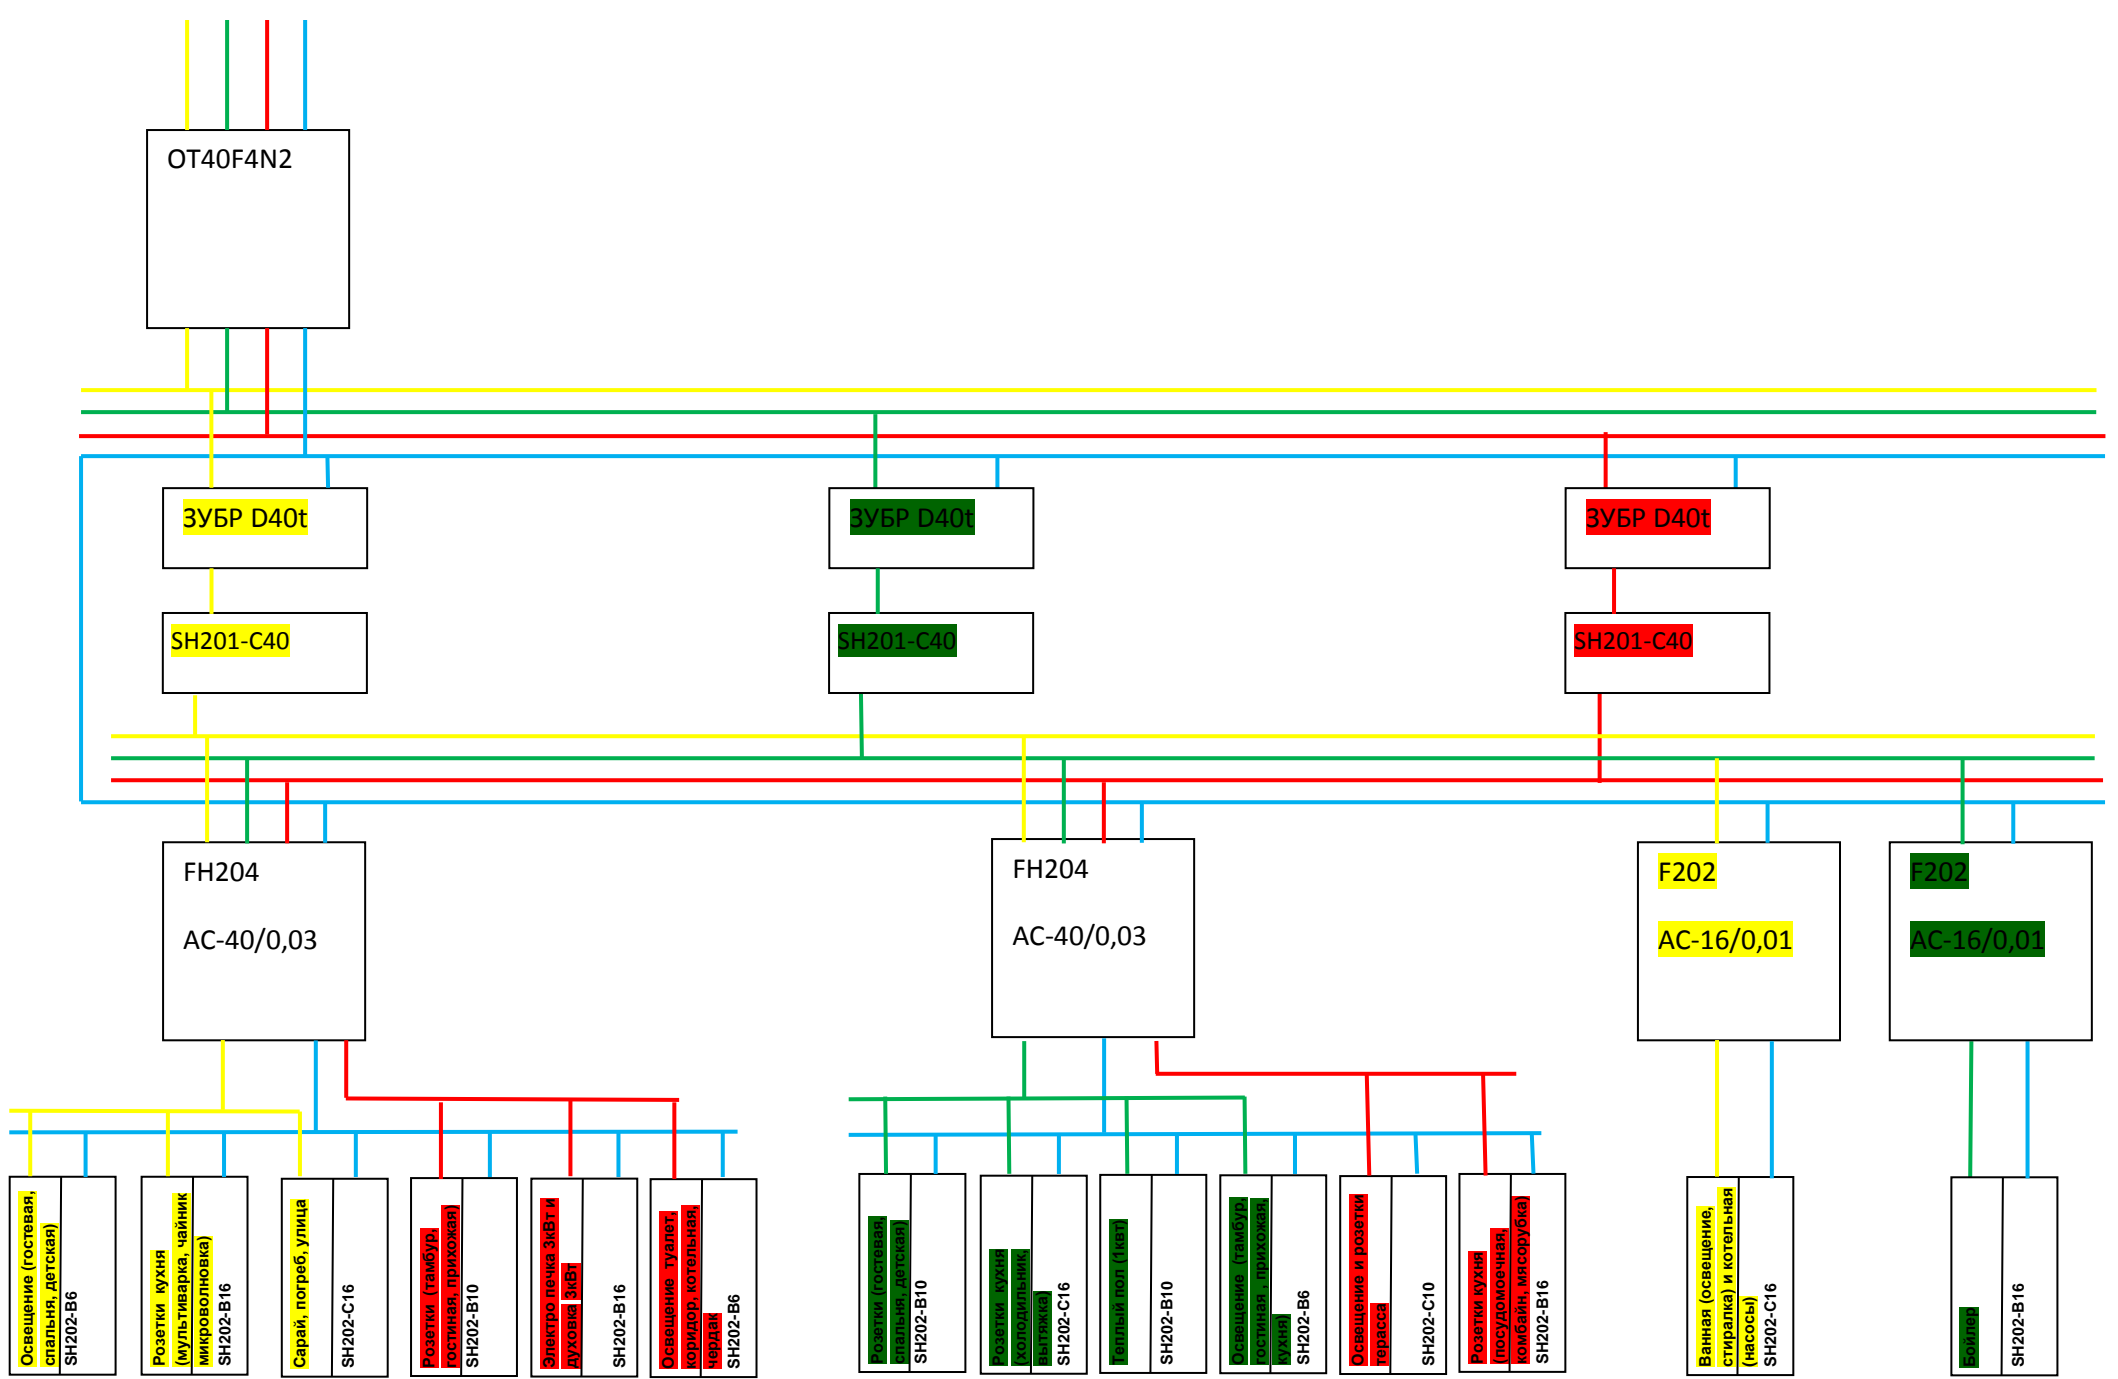 OT40F4N2
ЗУБР D40t
ЗУБР D40t
ЗУБР D40t
SH201-C40
SH201-C40
SH201-C40
FH204
AC-40/0,03
FH204
AC-40/0,03
F202
AC-16/0,01
F202
AC-16/0,01
Освещение (гостевая,
спальня, детская)
SH202-B6
Розетки кухня
(мультиварка, чайник
микроволновка)
SH202-B16
Сарай, погреб, улица
SH202-C16
Розетки (тамбур,
гостиная, прихожая)
SH202-B10
Электро печка 3кВт и
духовка 3кВт
SH202-B16
Освещение туалет,
коридор, котельная,
чердак
SH202-B6
Розетки (гостевая,
спальня, детская)
SH202-B10
Розетки кухня
(холодильник,
вытяжка)
SH202-C16
Теплый пол (1квт)
SH202-B10
Освещение (тамбур,
гостиная , прихожая,
кухня)
SH202-B6
Освещение и розетки
терасса
SH202-C10
Розетки кухня
(посудомоечная,
комбайн, мясорубка)
SH202-B16
Ванная (освещение,
стиралка) и котельная
(насосы)
SH202-C16
Бойлер
SH202-B16